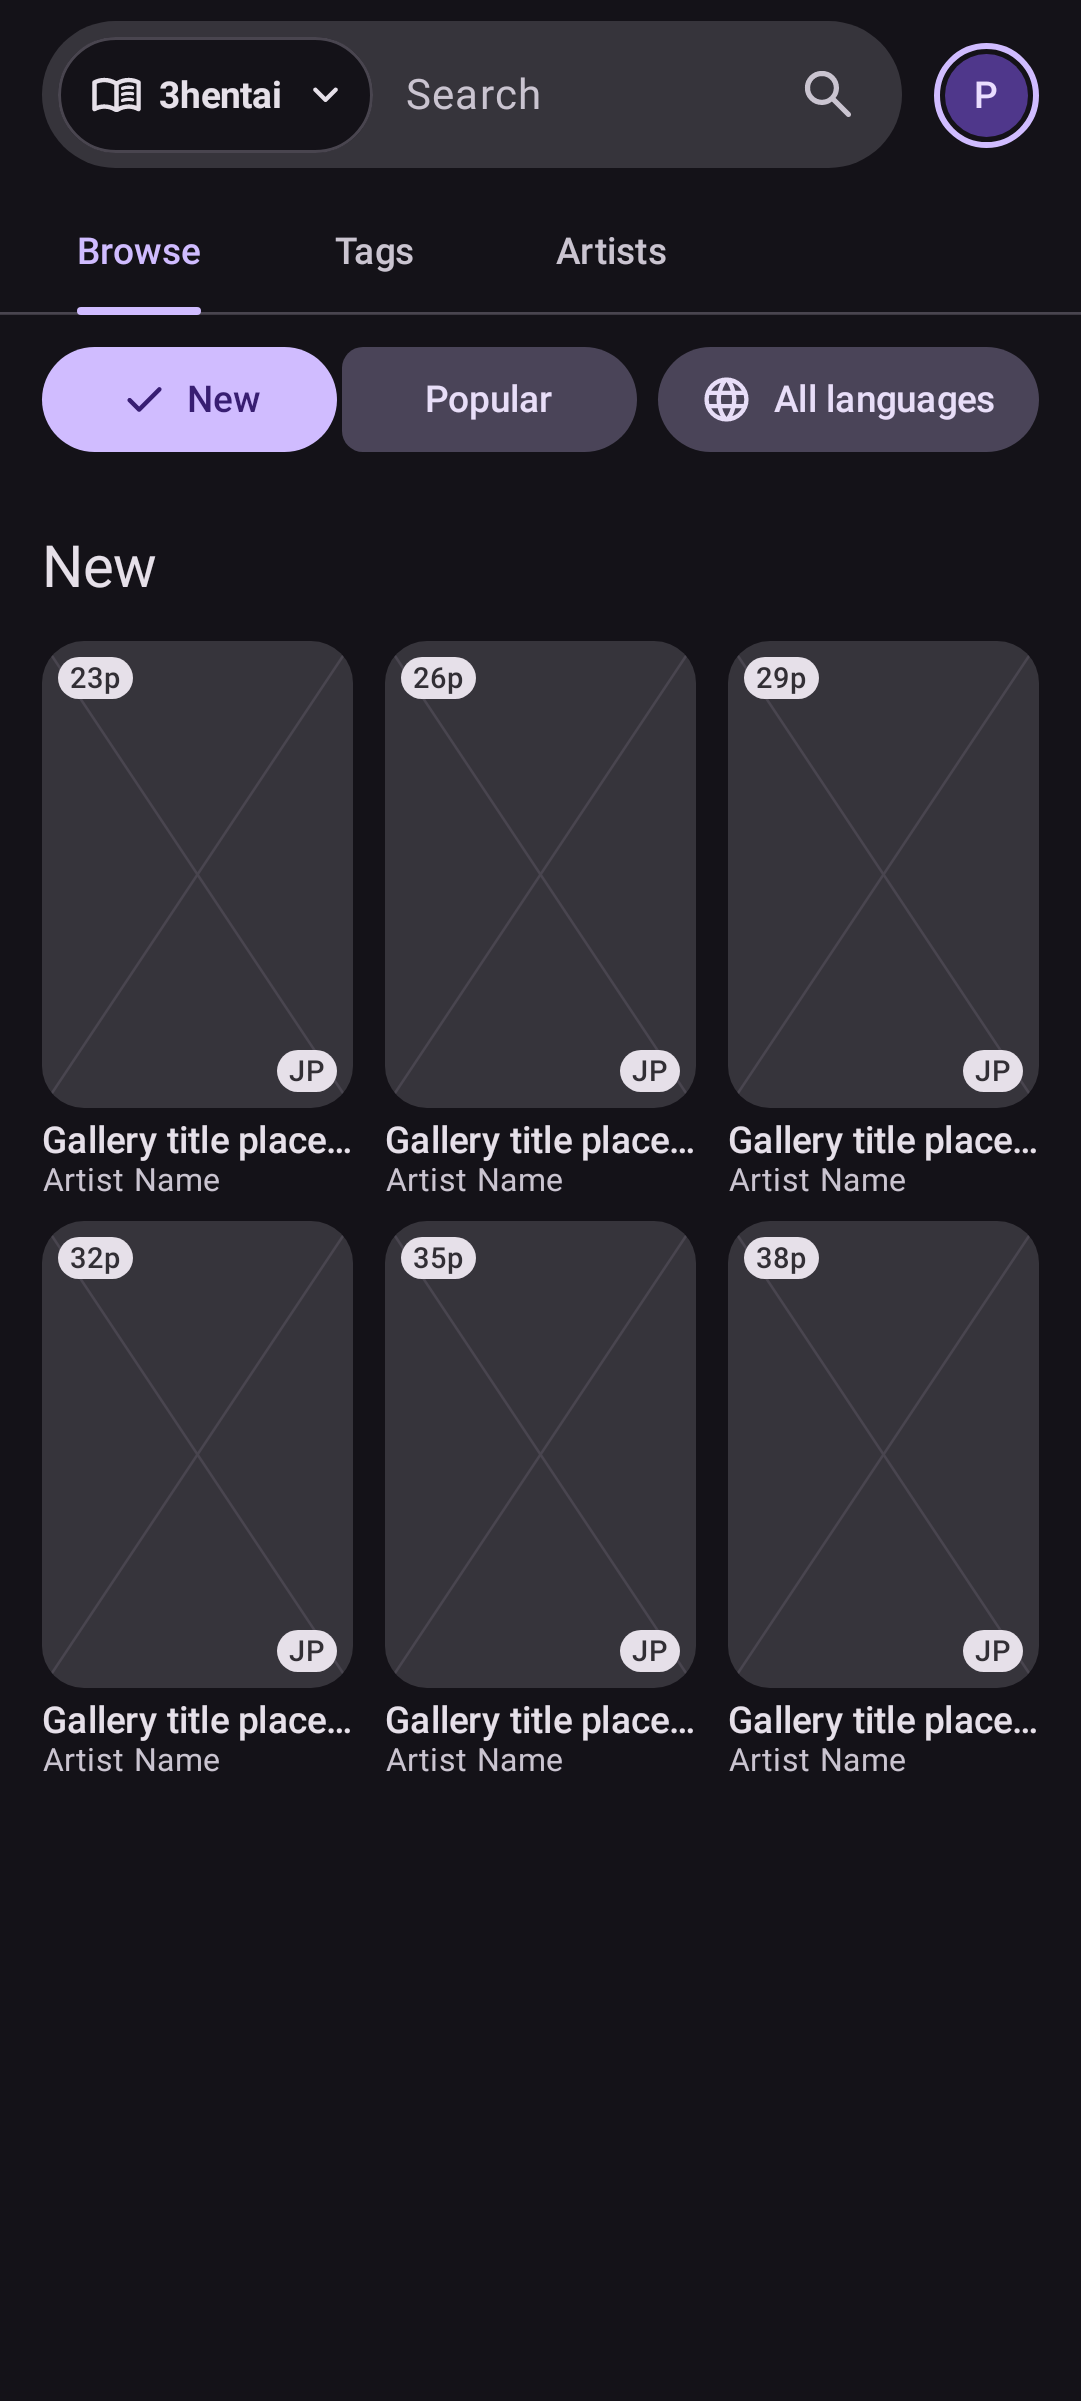 3hentai
Search
P
Browse
Tags
Artists
New
Popular
All languages
New
23p
26p
29p
JP
JP
JP
Gallery title place...
Gallery title place...
Gallery title place...
Artist Name
Artist Name
Artist Name
32p
35p
38p
JP
JP
JP
Gallery title place...
Gallery title place...
Gallery title place...
Artist Name
Artist Name
Artist Name